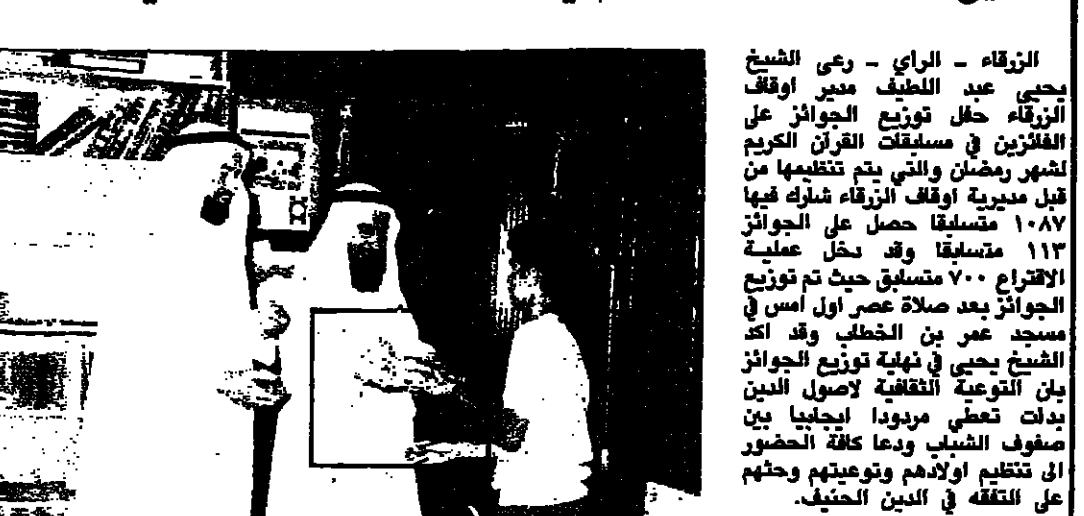 الزرقاء ـ الراي ـ رعى الشيخ
يحيى عبد اللطيف مدير اوقاف
الزرقاء حفل توزيع الجوائز على
الفائزين في مسابقات القرآن الكريم
لشهر رمضان والتي يتم تنظيمها من
قبل مديرية اوقاف الزرقاء شارك فيها
١٠٨٧ متسابقا حصل على الجوائز
١١٣ متسابقا وقد دخل عملية
الاقتراع ٧٠٠ متسابق حيث تم توزيع
الجوائز بعد صلاة عصر اول امس في
مسجد عمر بن الخطاب وقد اكد
الشيخ يحيى في نهاية توزيع الجوائز
بان التوعية الثقافية لاصول الدين
بدات تعطي مردودا ايجابيا بين
صفوف الشباب ودعا كافة الحضور
الى تنظيم اولادهم وتوعيتهم وحثهم
على التفقه في الدين الحنيف.